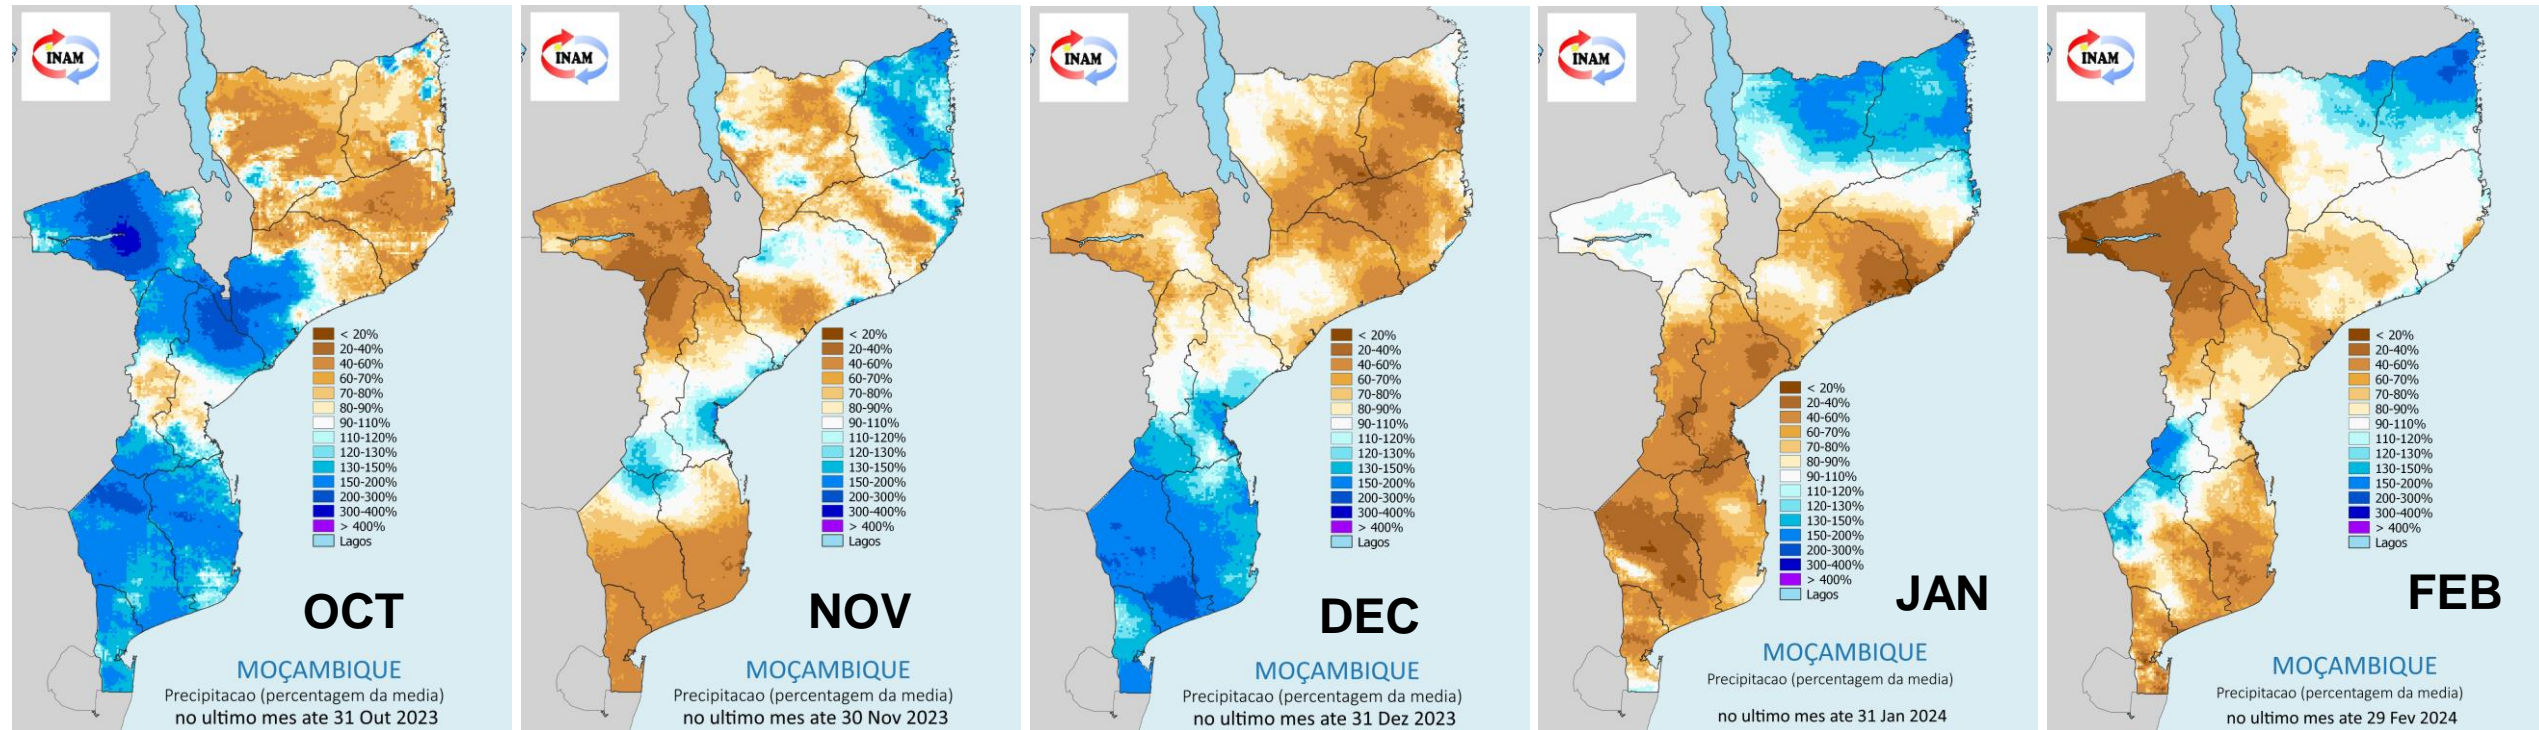 INAM
< 20%
20-40%
40-60%
60-70%
70-80%
80-90%
90-110%
110-120%
120-130%
130-150%
150-200%
200-300%
300-400%
> 400%
Lagos
OCT
MOÇAMBIQUE
Precipitacao (percentagem da media)
no ultimo mes ate 31 Out 2023
INAM
< 20%
20-40%
40-60%
60-70%
70-80%
80-90%
90-110%
110-120%
120-130%
130-150%
150-200%
200-300%
300-400%
> 400%
Lagos
NOV
MOÇAMBIQUE
Precipitacao (percentagem da media)
no ultimo mes ate 30 Nov 2023
INAM
< 20%
20-40%
40-60%
60-70%
70-80%
80-90%
90-110%
110-120%
120-130%
130-150%
150-200%
200-300%
300-400%
> 400%
Lagos
DEC
MOÇAMBIQUE
Precipitacao (percentagem da media)
no ultimo mes ate 31 Dez 2023
INAM
< 20%
20-40%
40-60%
60-70%
70-80%
80-90%
90-110%
110-120%
120-130%
130-150%
150-200%
200-300%
300-400%
> 400%
Lagos
JAN
MOÇAMBIQUE
Precipitacao (percentagem da media)
no ultimo mes ate 31 Jan 2024
INAM
< 20%
20-40%
40-60%
60-70%
70-80%
80-90%
90-110%
110-120%
120-130%
130-150%
150-200%
200-300%
300-400%
> 400%
Lagos
FEB
MOÇAMBIQUE
Precipitacao (percentagem da media)
no ultimo mes ate 29 Fev 2024